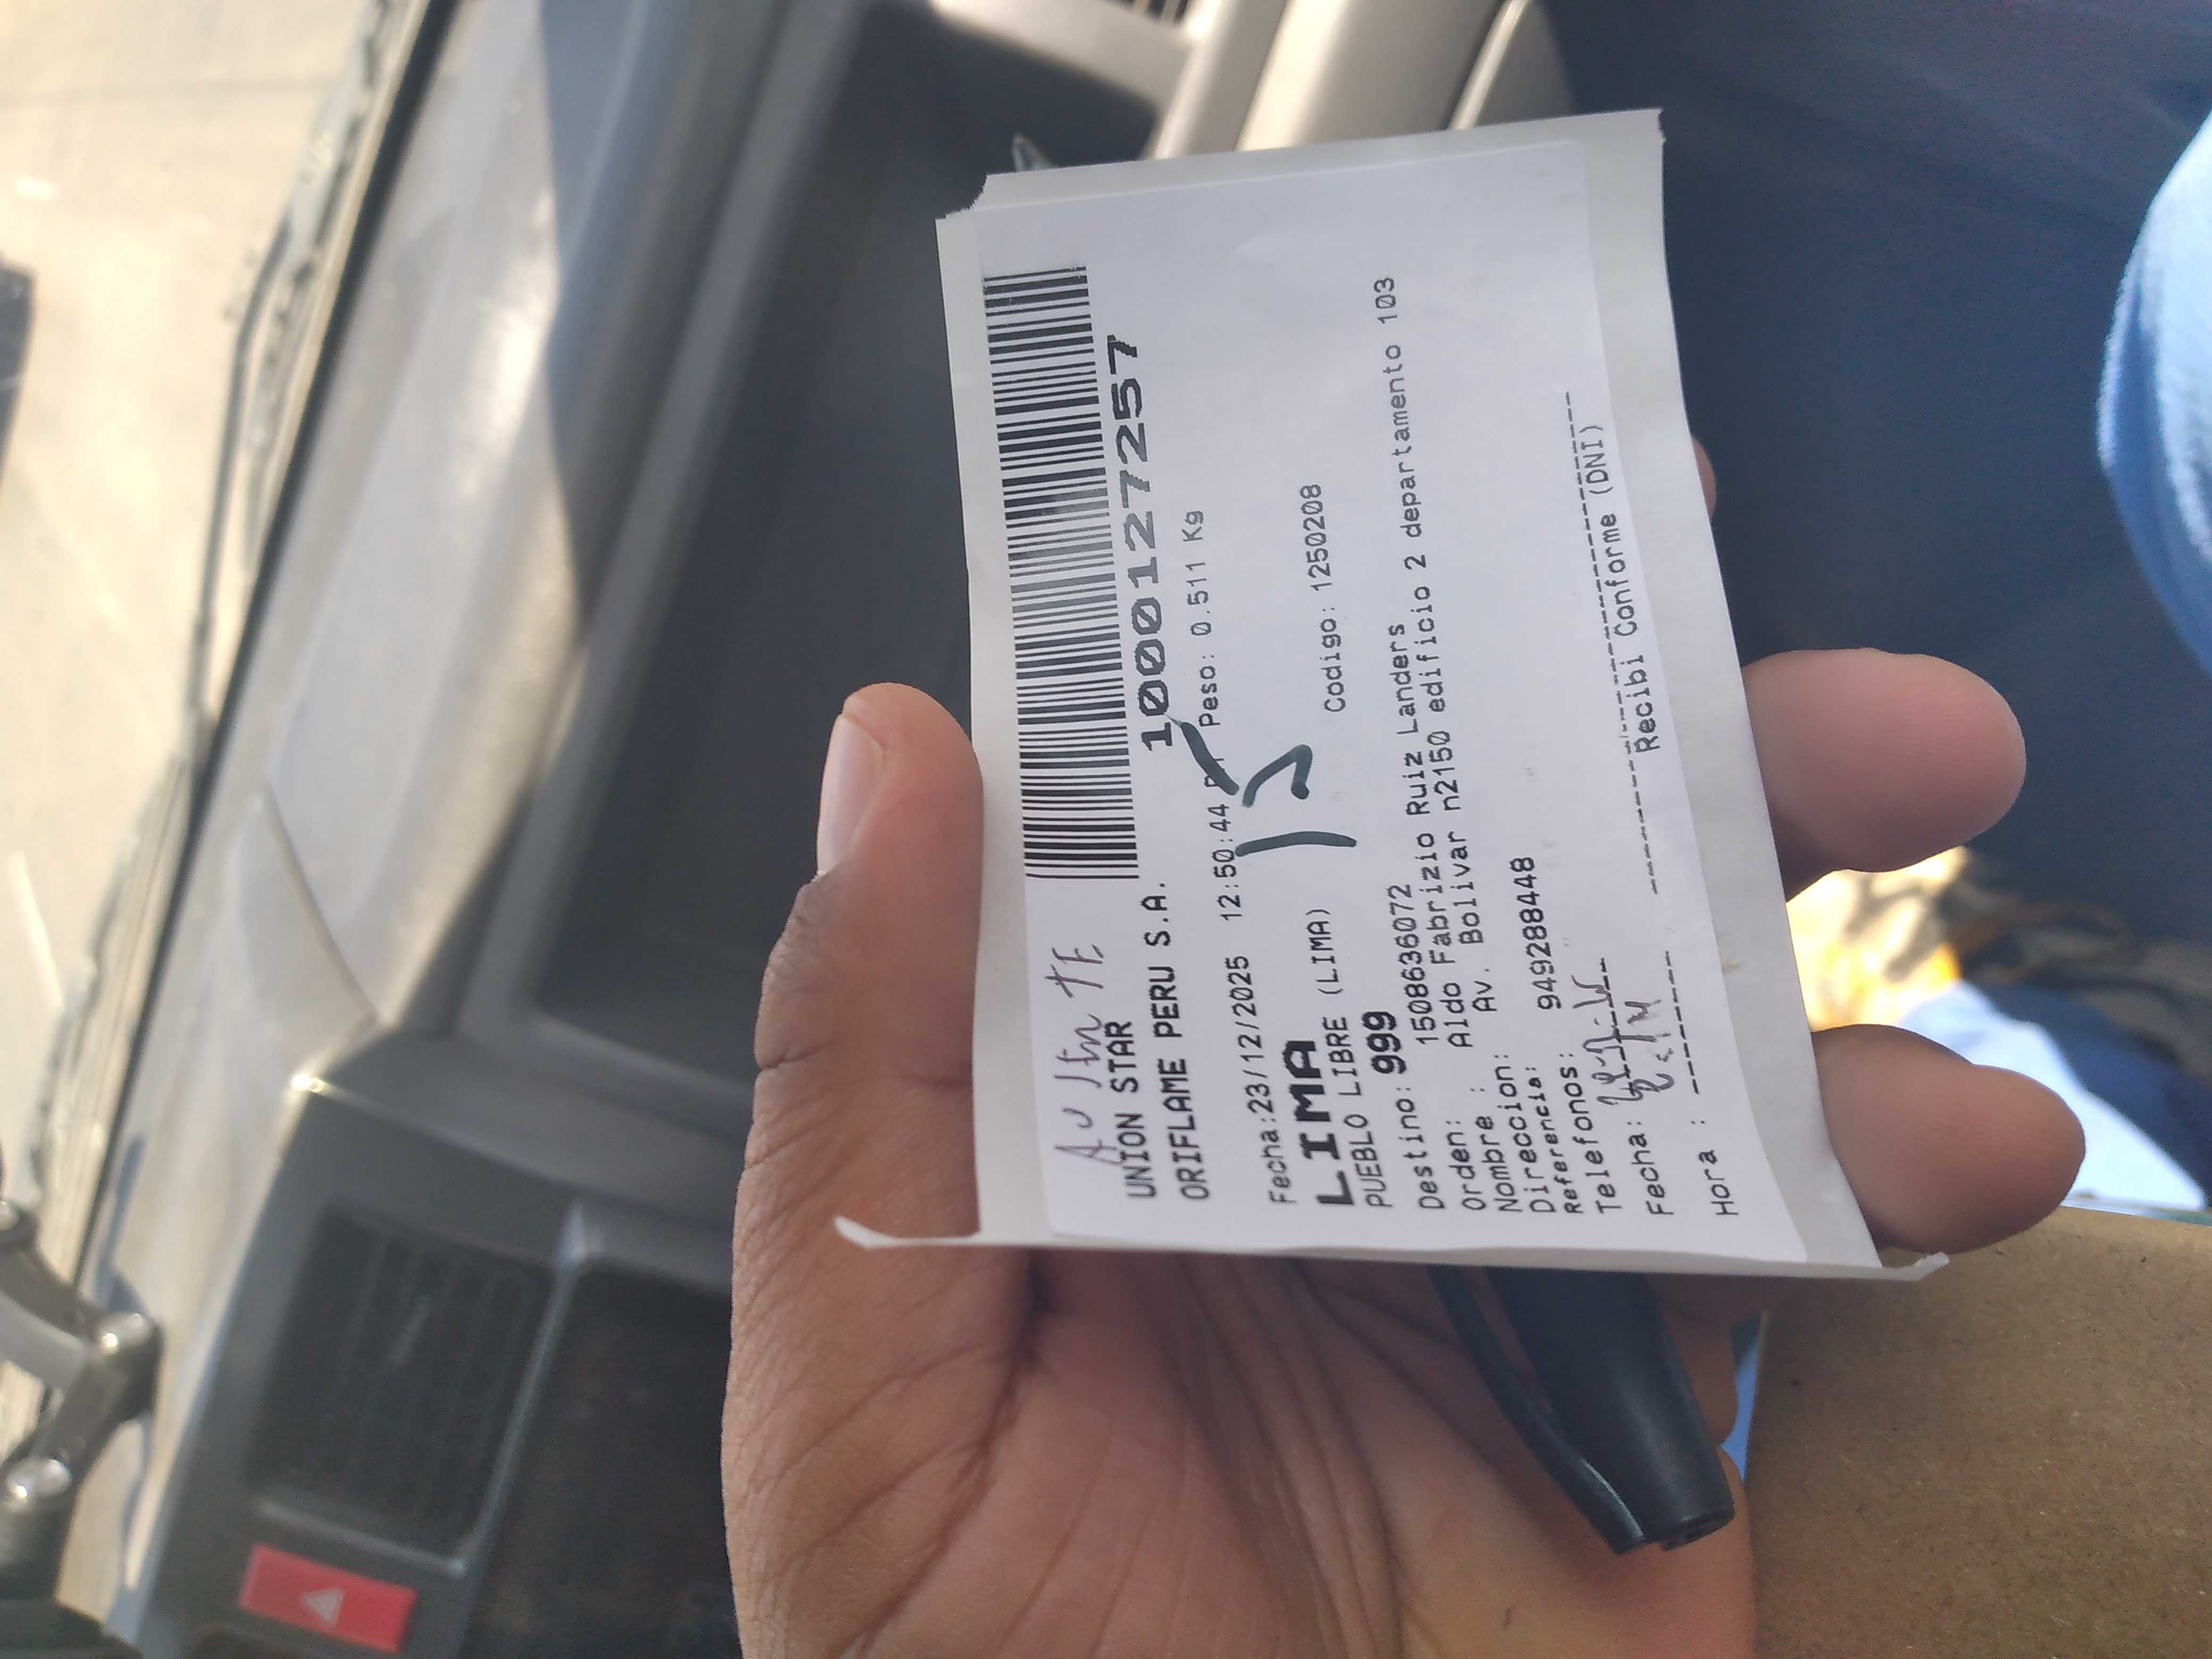 AUSENTE
UNION STAR
ORIFLAME PERU S.A.
1000127257
Fecha:23/12/2025 12:50:44 Peso: 0.511 Kg
LIMA
PUEBLO LIBRE (LIMA) Codigo: 1250208
Destino: 999
Orden: 1508636072
Nombre : Aldo Fabrizio Ruiz Landers
Direccion: Av. Bolivar n2150 edificio 2 departamento 103
Referencia:
Telefonos: 949288448
Fecha:
Hora :
Recibi Conforme (DNI)